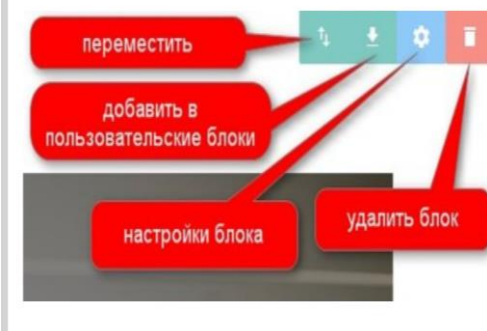 переместить
добавить в
пользовательские блоки
настройки блока
удалить блок